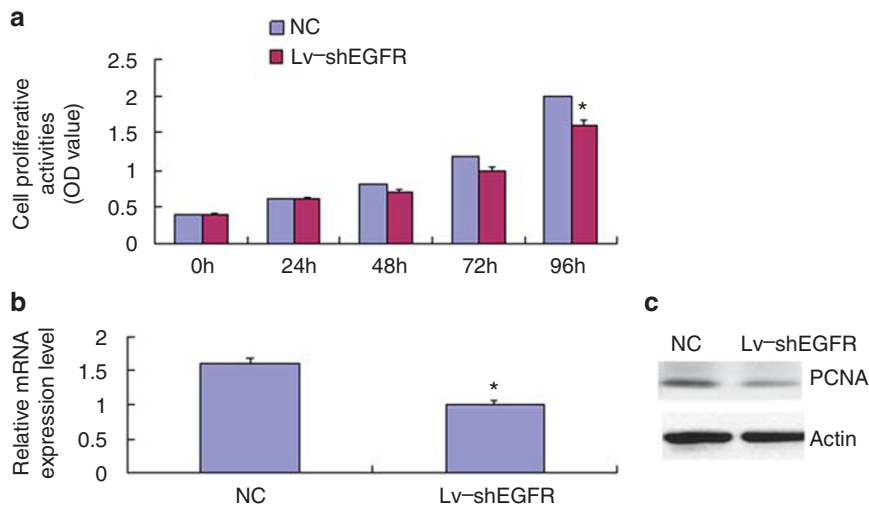 a
NC
Lv–shEGFR
Cell proliferative
activities
(OD value)
2.5
2
1.5
1
0.5
0
*
0h 24h 48h 72h 96h
b
Relative mRNA
expression level
2
1.5
1
0.5
0
*
NC Lv–shEGFR
c
NC Lv–shEGFR
PCNA
Actin